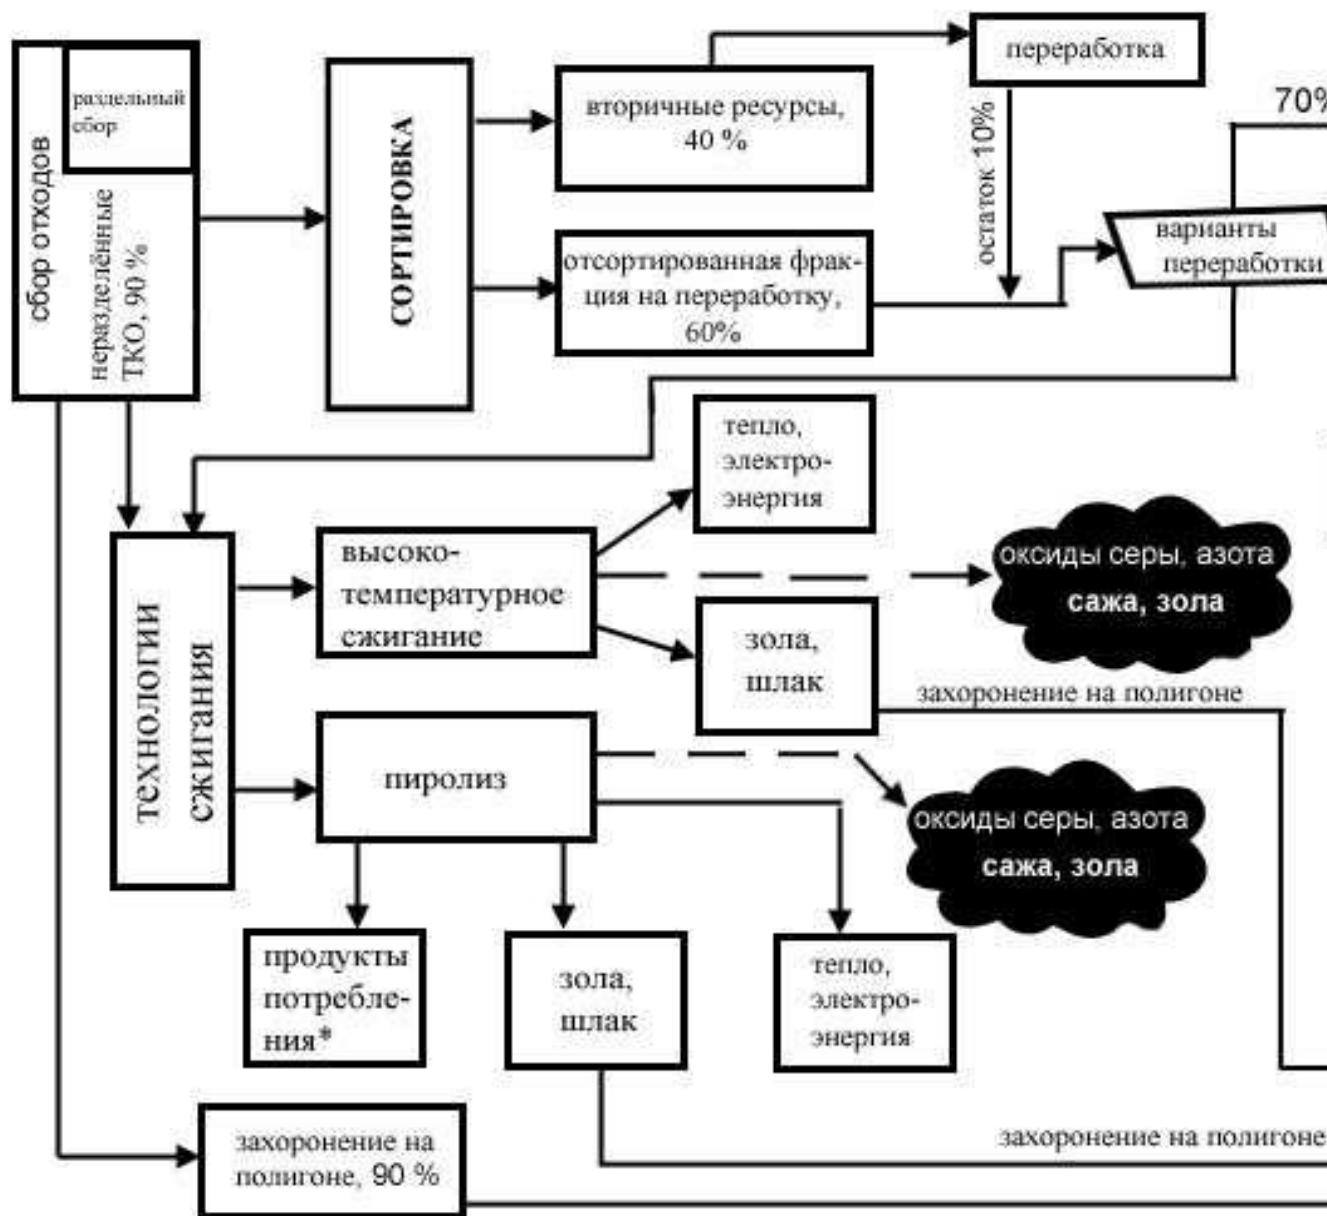 сбор отходов
раздельный
сбор
неразделённые
ТКО, 90 %
СОРТИРОВКА
вторичные ресурсы,
40 %
отсортированная фрак-
ция на переработку,
60%
переработка
остаток 10%
70%
варианты
переработки
тепло,
электро-
энергия
технологии
сжигания
высоко-
температурное
сжигание
оксиды серы, азота
сажа, зола
зола,
шлак
захоронение на полигоне
пиролиз
оксиды серы, азота
сажа, зола
продукты
потребле-
ния*
зола,
шлак
тепло,
электро-
энергия
захоронение на
полигоне, 90 %
захоронение на полигоне